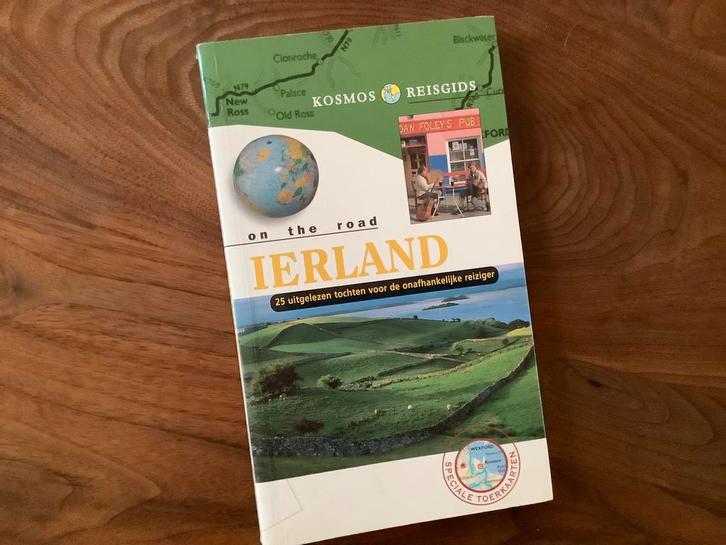 Clonroche
N79
Blackwater
N79
New
Ross
Palace
Old Ross
KOSMOS REISGIDS
DAN FOLEY'S PUB
on the road
IERLAND
25 uitgelezen tochten voor de onafhankelijke reiziger
WEXFORD
SPECIALE TOERKAARTEN